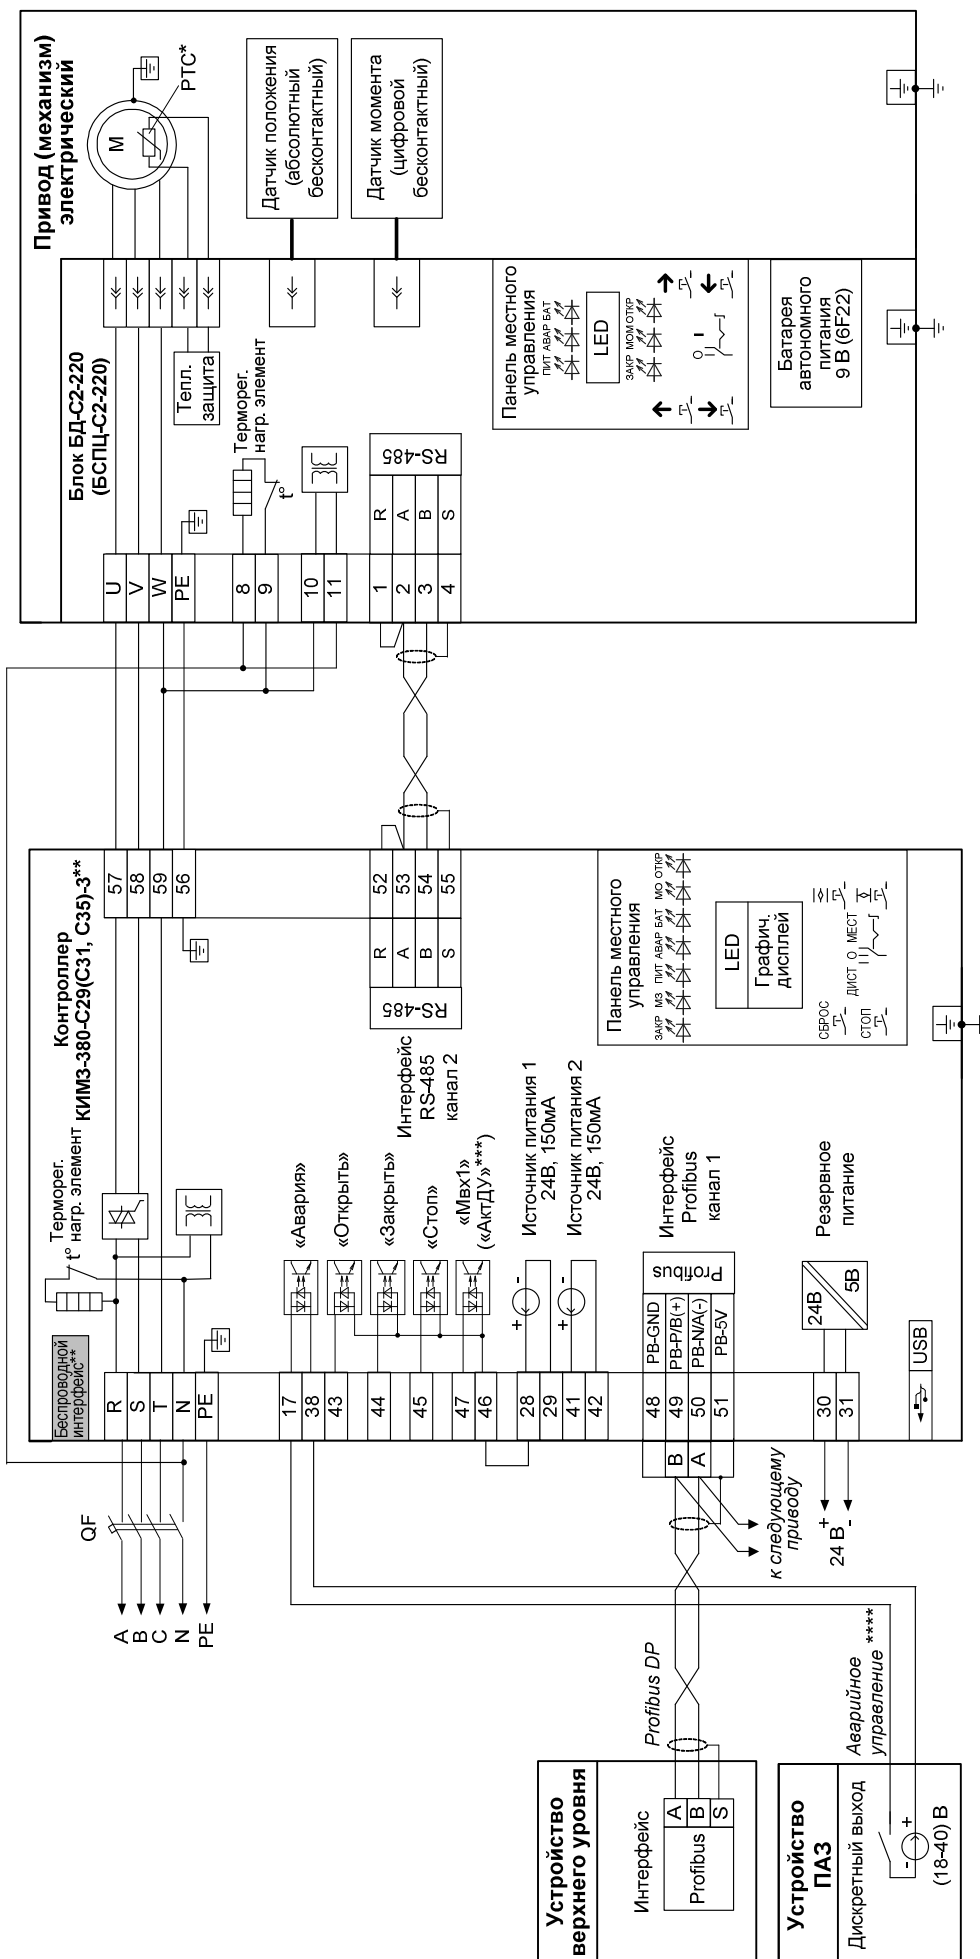 Привод (механизм)
электрический
M
PTC*
Датчик положения
(абсолютный
бесконтактный)
Датчик момента
(цифровой
бесконтактный)
Блок БД-С2-220
(БСПЦ-С2-220)
Тепл.
защита
Терморег.
нагр. элемент
t°
RS-485
R
A
B
S
U
V
W
PE
8
9
10
11
1
2
3
4
Панель местного
управления
ПИТ АВАР БАТ
LED
ЗАКР МОМ ОТКР
O I
Батарея
автономного
питания
9 В (6F22)
Контроллер
КИМ3-380-С29(С31, С35)-3**
57
58
59
56
52
53
54
55
R
A
B
S
RS-485
Интерфейс
RS-485
канал 2
Панель местного
управления
ЗАКР МЗ ПИТ АВАР БАТ МО ОТКР
LED
Графич.
дисплей
СБРОС
СТОП
ДИСТ О МЕСТ
Терморег.
нагр. элемент
t°
«Авария»
«Открыть»
«Закрыть»
«Стоп»
«Мвх1»
(«АктДУ»***)
Источник питания 1
24В, 150мА
Источник питания 2
24В, 150мА
+ -
+ -
Интерфейс
Profibus
канал 1
Profibus
PB-GND
PB-P/B(+)
PB-N/A(-)
PB-5V
Резервное
питание
24В
5В
USB
Беспроводной
интерфейс**
R
S
T
N
PE
17
38
43
44
45
47
46
28
29
41
42
48
49
50
51
30
31
B
A
к следующему
приводу
+
24 В
-
QF
A
B
C
N
PE
Profibus DP
Аварийное
управление ****
Устройство
верхнего уровня
Интерфейс
Profibus
A
B
S
Устройство
ПАЗ
Дискретный выход
- +
(18-40) В